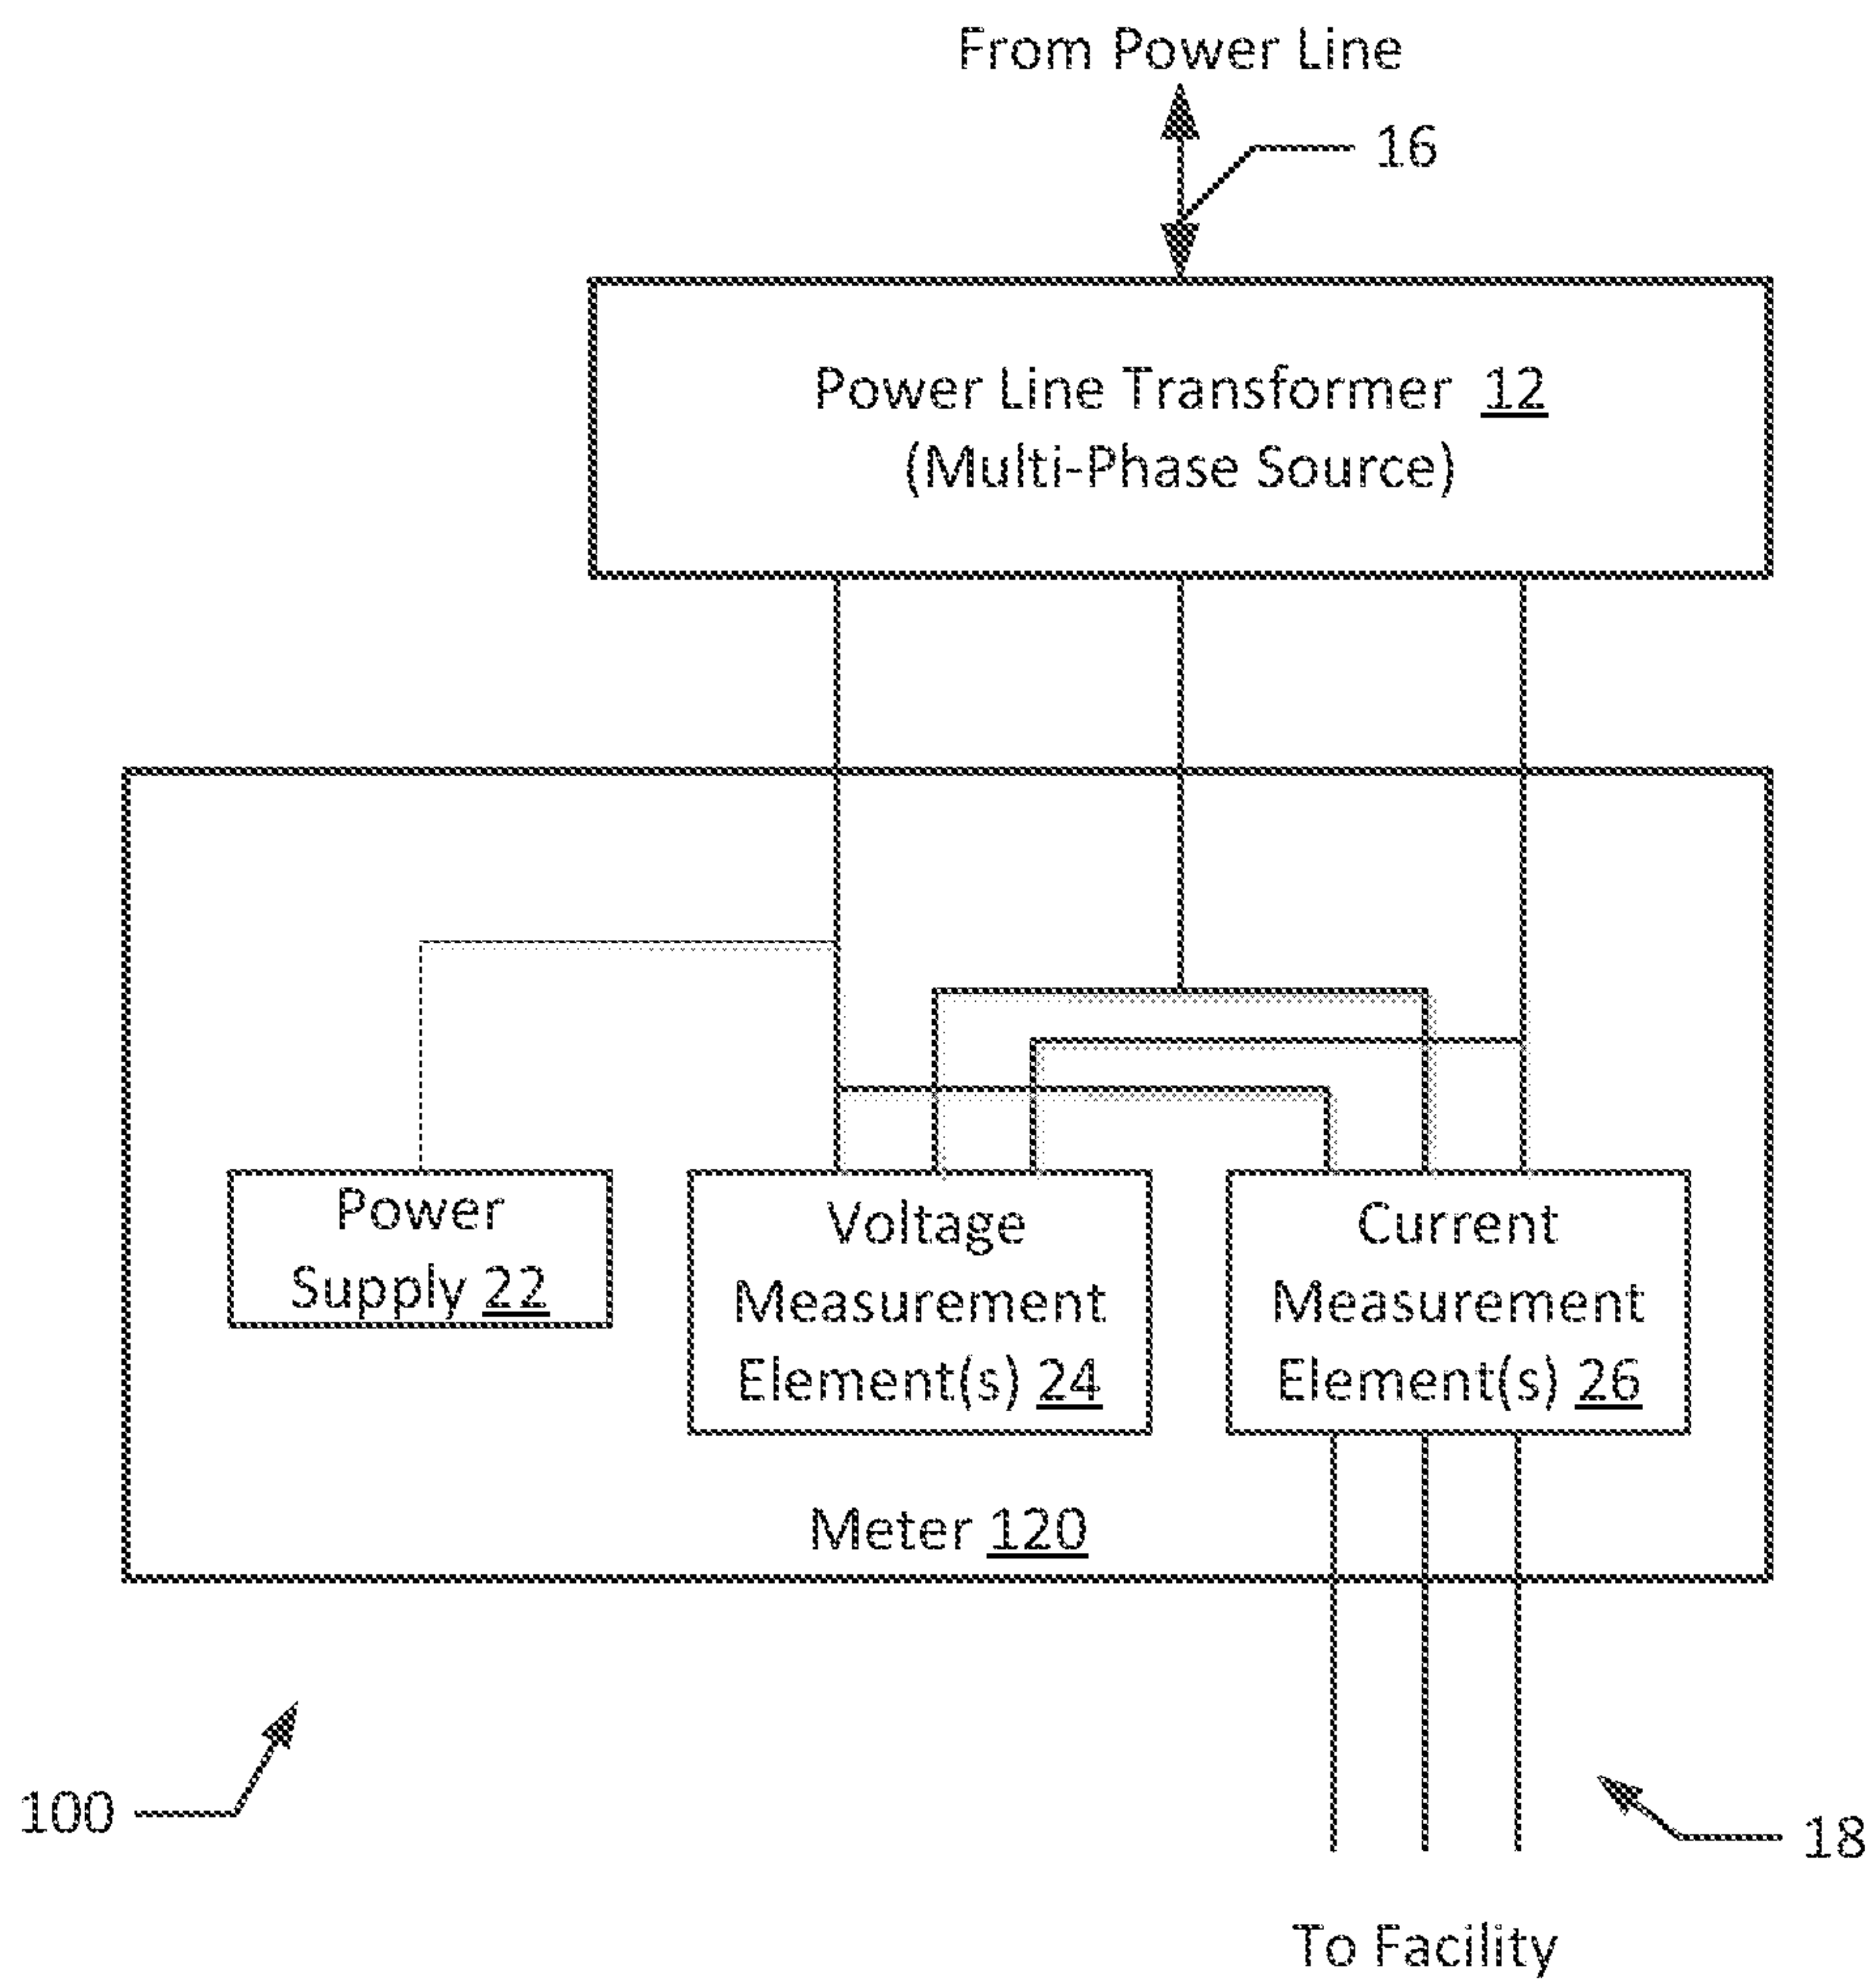 From Power Line
16
Power Line Transformer 12
(Multi-Phase Source)
Power
Supply 22
Voltage
Measurement
Element(s) 24
Current
Measurement
Element(s) 26
Meter 120
100
18
To Facility